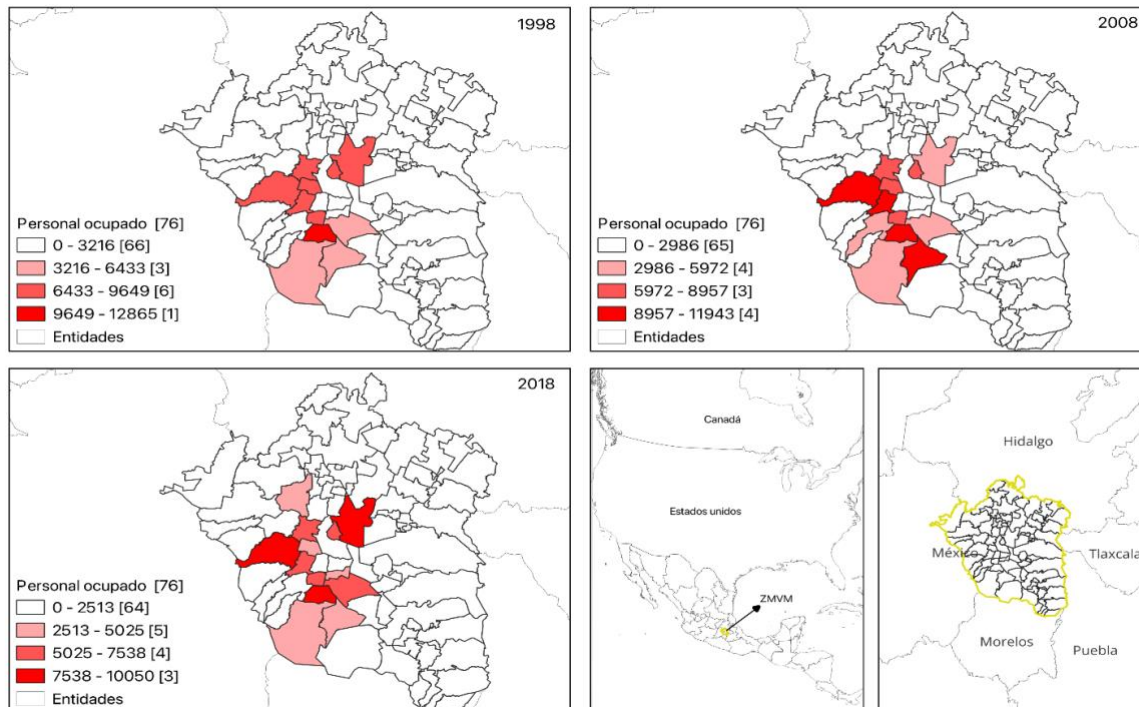 1998
Personal ocupado [76]
0 - 3216 [66]
3216 - 6433 [3]
6433 - 9649 [6]
9649 - 12865 [1]
Entidades
2008
Personal ocupado [76]
0 - 2986 [65]
2986 - 5972 [4]
5972 - 8957 [3]
8957 - 11943 [4]
Entidades
2018
Personal ocupado [76]
0 - 2513 [64]
2513 - 5025 [5]
5025 - 7538 [4]
7538 - 10050 [3]
Entidades
Canadá
Estados unidos
ZMVM
Hidalgo
México
Tlaxcala
Morelos
Puebla